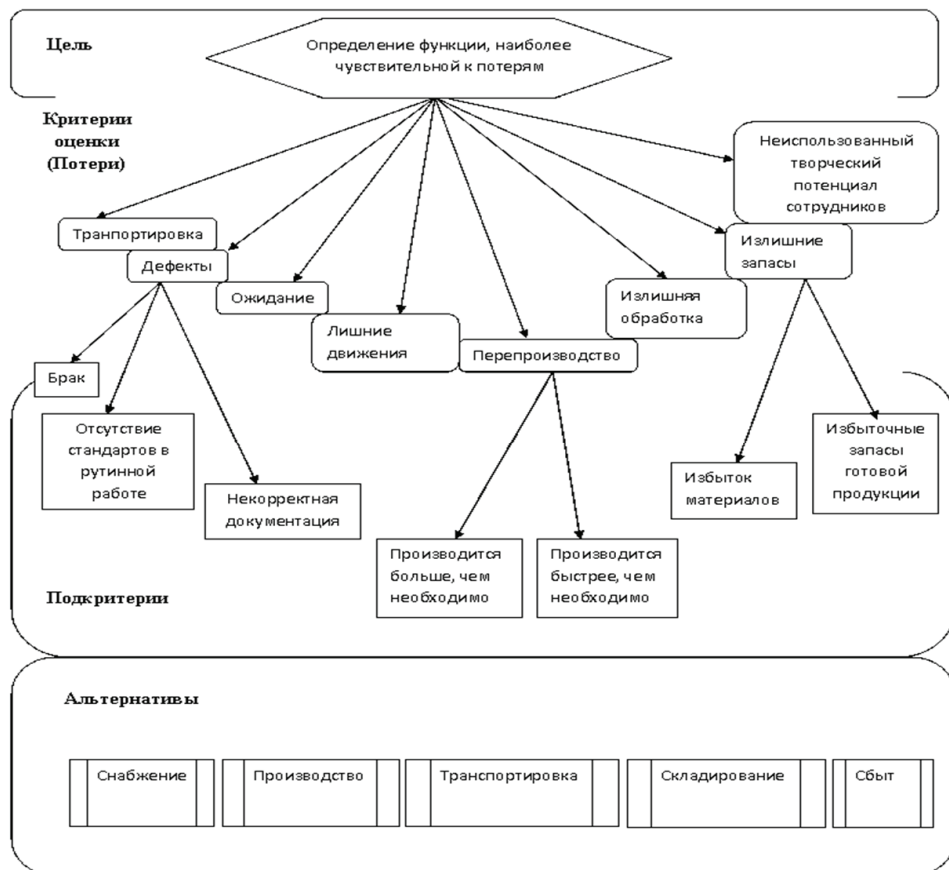 Цель
Определение функции, наиболее
чувствительной к потерям
Критерии
оценки
(Потери)
Неиспользованный
творческий
потенциал
сотрудников
Транпортировка
Излишние
запасы
Дефекты
Ожидание
Излишняя
обработка
Лишние
движения
Перепроизводство
Брак
Отсутствие
стандартов в
рутинной
работе
Избыточные
запасы
готовой
продукции
Избыток
материалов
Некорректная
документация
Производится
больше, чем
необходимо
Производится
быстрее, чем
необходимо
Подкритерии
Альтернативы
Снабжение
Производство
Транспортировка
Складирование
Сбыт